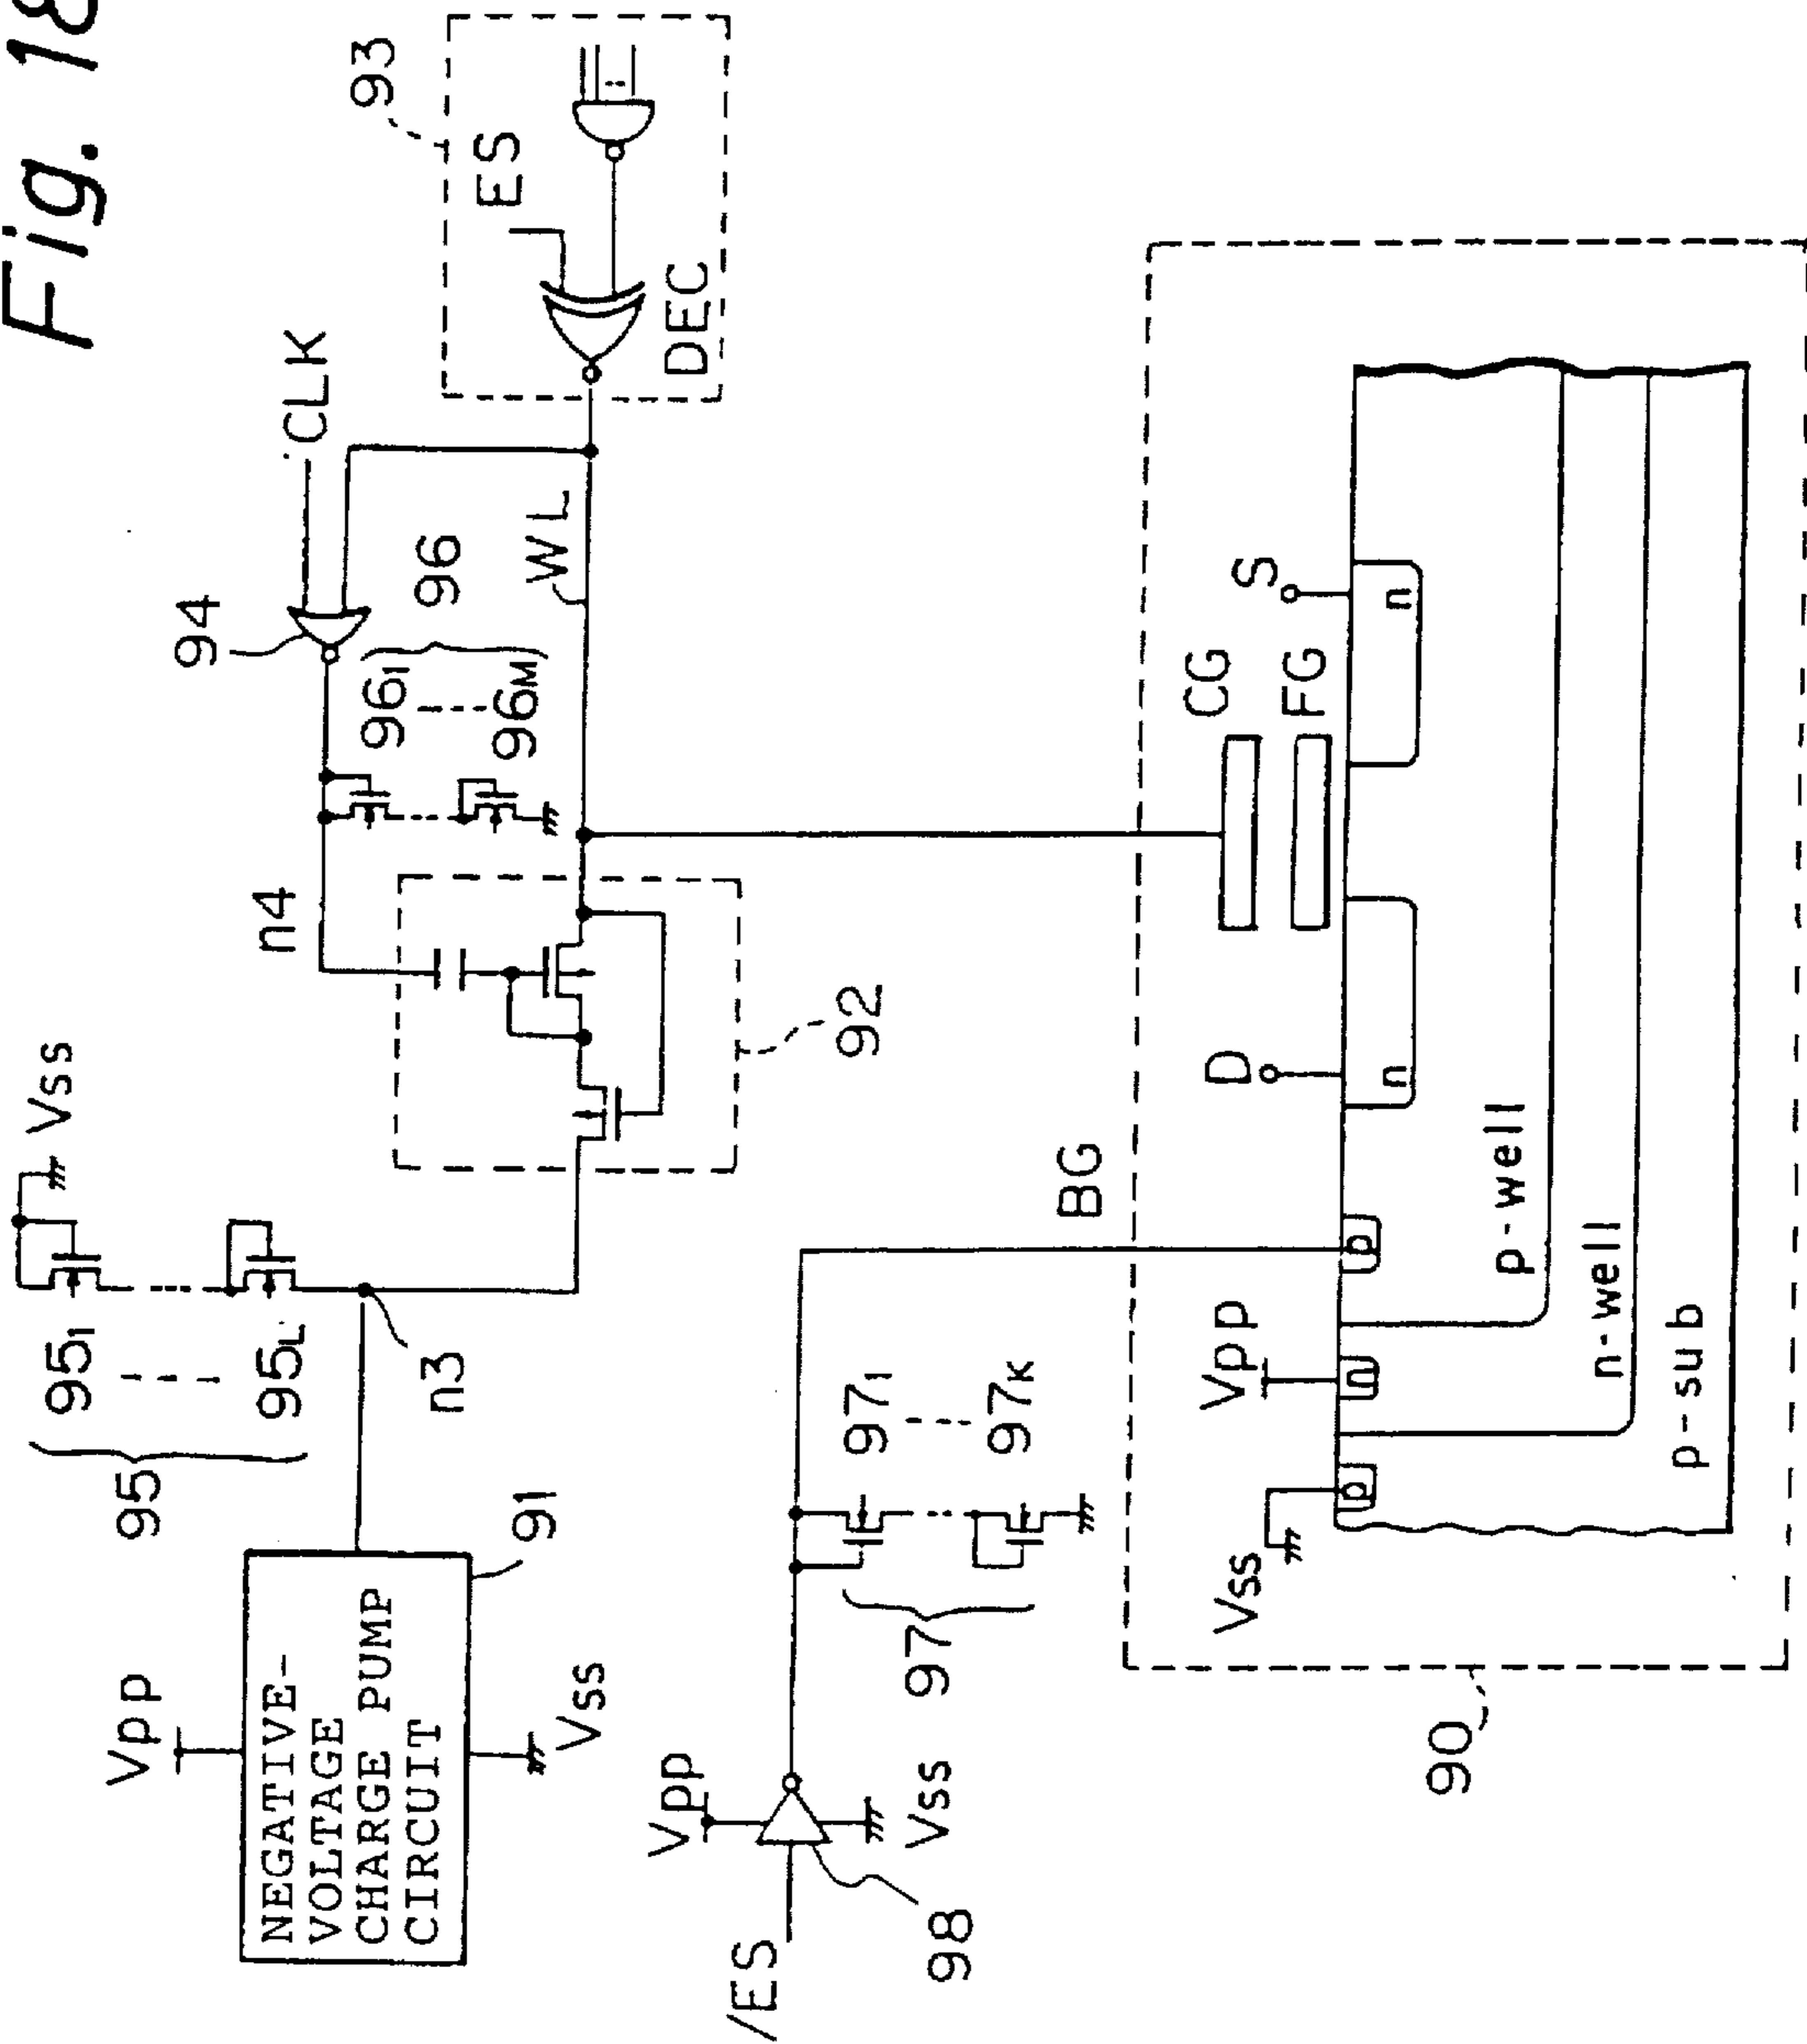 Fig. 18
Vpp
NEGATIVE-
VOLTAGE
CHARGE PUMP
CIRCUIT
Vss
91
95
95₁
95L
n3
Vss
n4
92
94
CLK
96
96₁
96M
WL
93
ES
DEC
/ES
98
Vpp
Vss
97
97₁
97K
BG
90
Vss
Vpp
D
CG
FG
S
p
n
p
n
n
p-well
n-well
p-sub